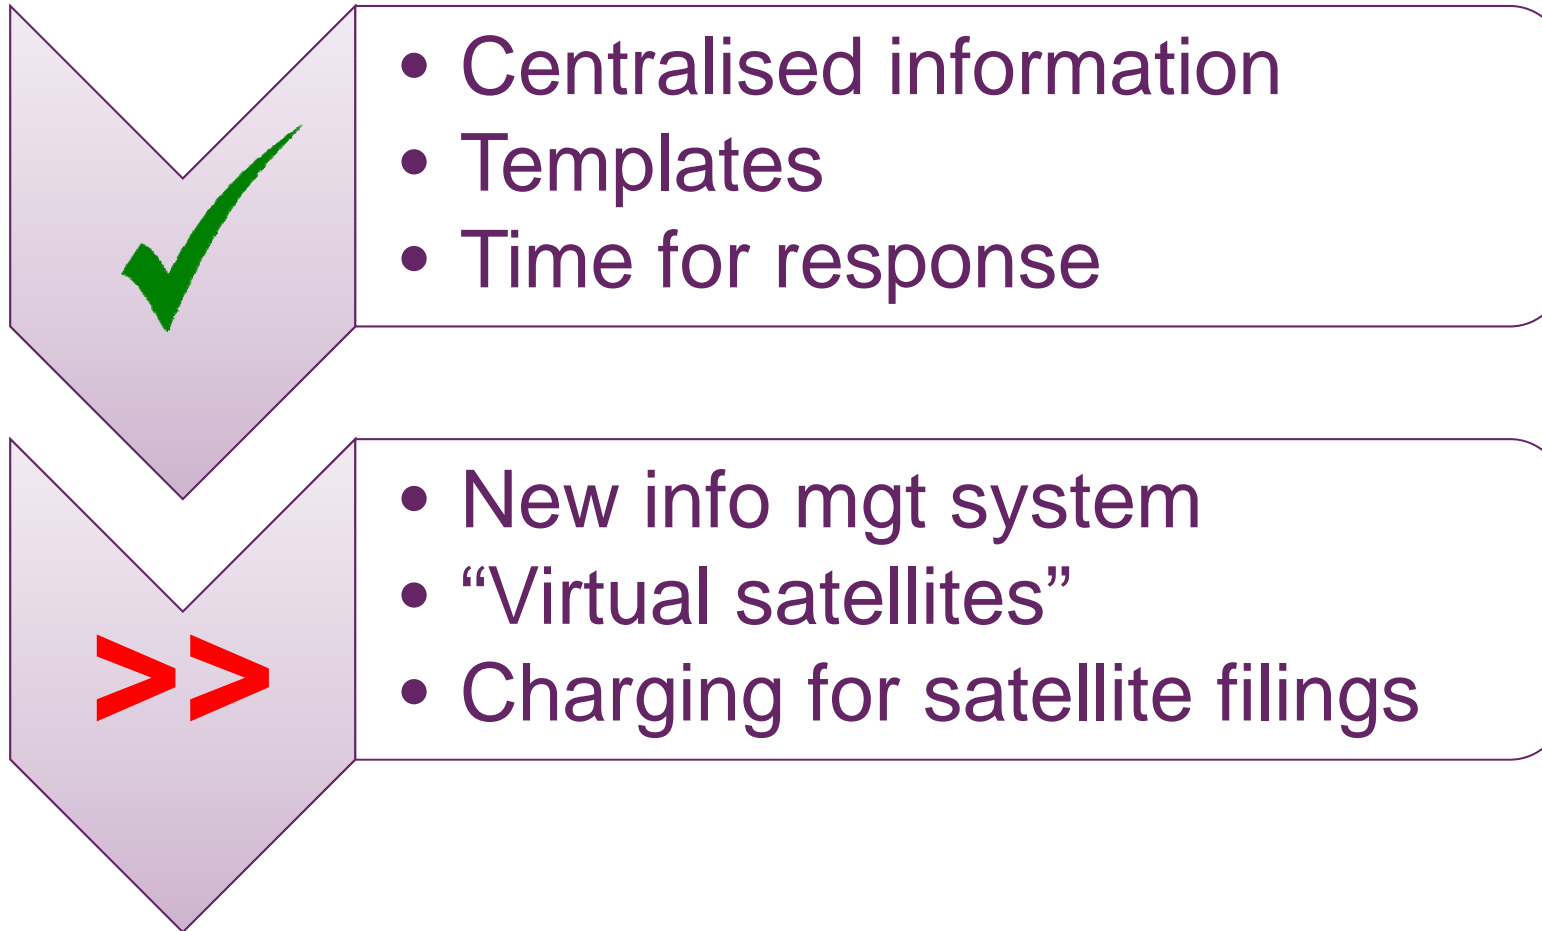 • Centralised information
• Templates
• Time for response
• New info mgt system
• “Virtual satellites”
>>
• Charging for satellite filings